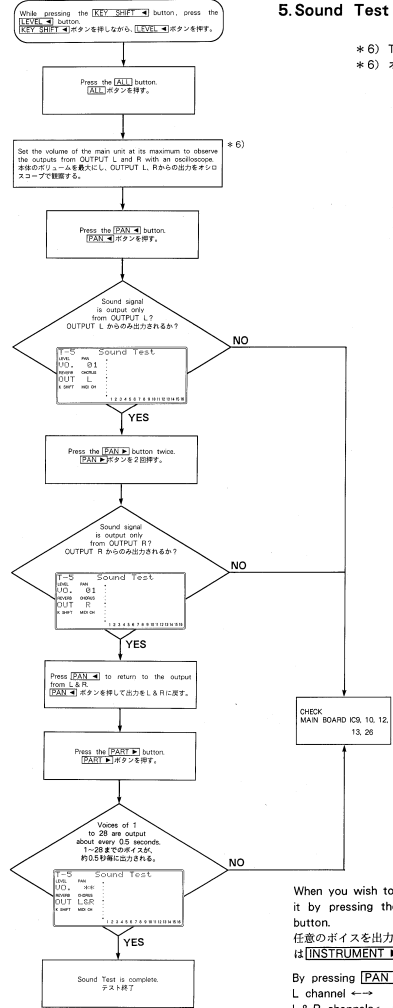 5. Sound Test
While pressing the KEY SHIFT ◄ button, press the
LEVEL ◄ button.
KEY SHIFT ◄ ボタンを押しながら、LEVEL ◄ ボタンを押す。
* 6)
* 6)
Press the ALL button.
ALL ボタンを押す。
Set the volume of the main unit at its maximum to observe
the outputs from OUTPUT L and R with an oscilloscope.
本体のボリュームを最大にし、OUTPUT L、Rからの出力をオシロ
スコープで観察する。
* 6)
Press the PAN ◄ button.
PAN ◄ ボタンを押す。
Sound signal
is output only
from OUTPUT L?
OUTPUT L からのみ出力されるか?
NO
T-5 Sound Test
LEVEL PAN
VO. 01
REVERB CHORUS
OUT L
K SHIFT MIDI CH
1 2 3 4 5 6 7 8 9 10 11 12 13 14 15 16
YES
Press the PAN ► button twice.
PAN ► ボタンを2回押す。
Sound signal
is output only
from OUTPUT R?
OUTPUT R からのみ出力されるか?
NO
T-5 Sound Test
LEVEL PAN
VO. 01
REVERB CHORUS
OUT R
K SHIFT MIDI CH
1 2 3 4 5 6 7 8 9 10 11 12 13 14 15 16
YES
Press PAN ◄ to return to the output
from L & R.
PAN ◄ ボタンを押して出力をL & Rに戻す。
CHECK
MAIN BOARD IC9, 10, 12,
13, 26
Press the PART ► button.
PART ► ボタンを押す。
Voices of 1
to 28 are output
about every 0.5 seconds.
1~28までのボイスが、
約0.5秒毎に出力される。
NO
T-5 Sound Test
LEVEL PAN
VO. **
REVERB CHORUS
OUT L&R
K SHIFT MIDI CH
1 2 3 4 5 6 7 8 9 10 11 12 13 14 15 16
YES
Sound Test is complete.
テスト終了
When you wish to
it by pressing the
button.
任意のボイスを出力
は INSTRUMENT
By pressing PAN
L channel ←→